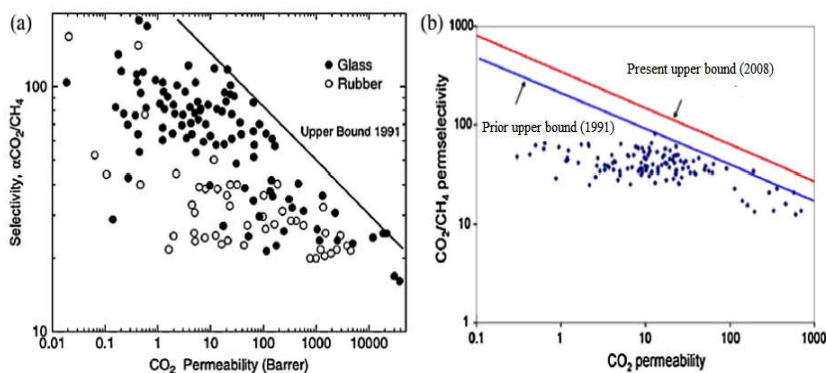 (a)
Selectivity, αCO₂/CH₄
100
10
Glass
Rubber
Upper Bound 1991
0.01 0.1 1 10 100 1000 10000
CO₂ Permeability (Barrer)
(b)
CO₂/CH₄ permselectivity
1000
100
10
1
Present upper bound (2008)
Prior upper bound (1991)
0.1 1 10 100 1000
CO₂ permeability